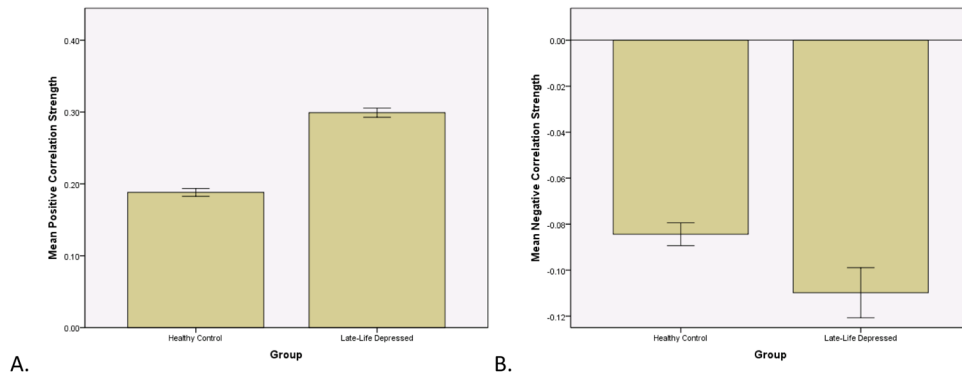 0.40
0.30
0.20
0.10
0.00
Mean Positive Correlation Strength
Healthy Control
Late-Life Depressed
Group
A.
0.00
-0.02
-0.04
-0.06
-0.08
-0.10
-0.12
Mean Negative Correlation Strength
Healthy Control
Late-Life Depressed
Group
B.